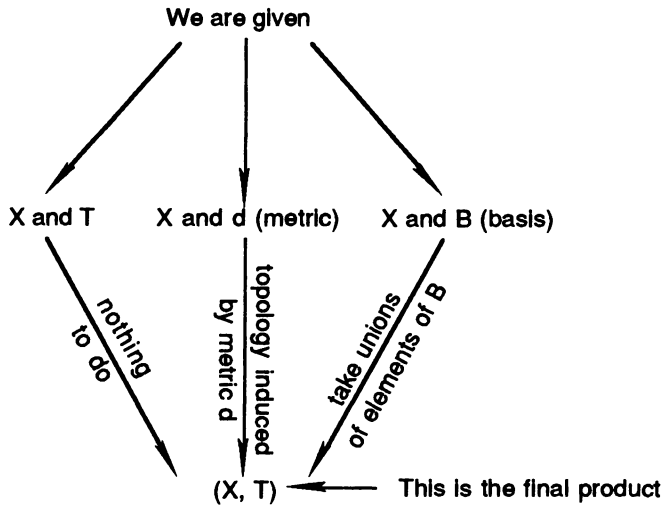 We are given
X and T
X and d (metric)
X and B (basis)
nothing
to do
topology induced
by metric d
take unions
of elements of B
(X, T)
This is the final product